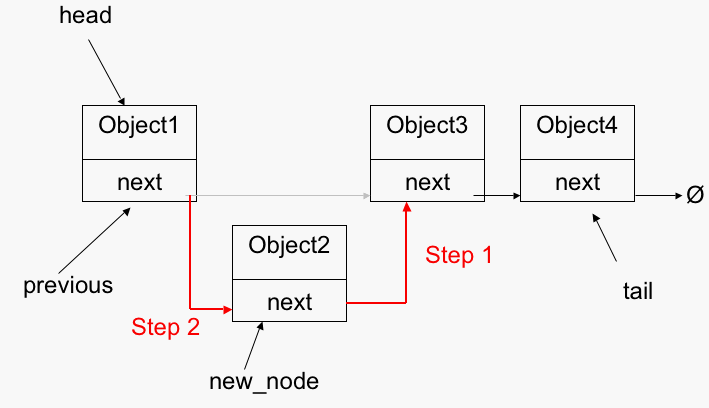 head
Object1
next
Object3
next
Object4
next
Ø
previous
Object2
next
Step 1
Step 2
tail
new_node